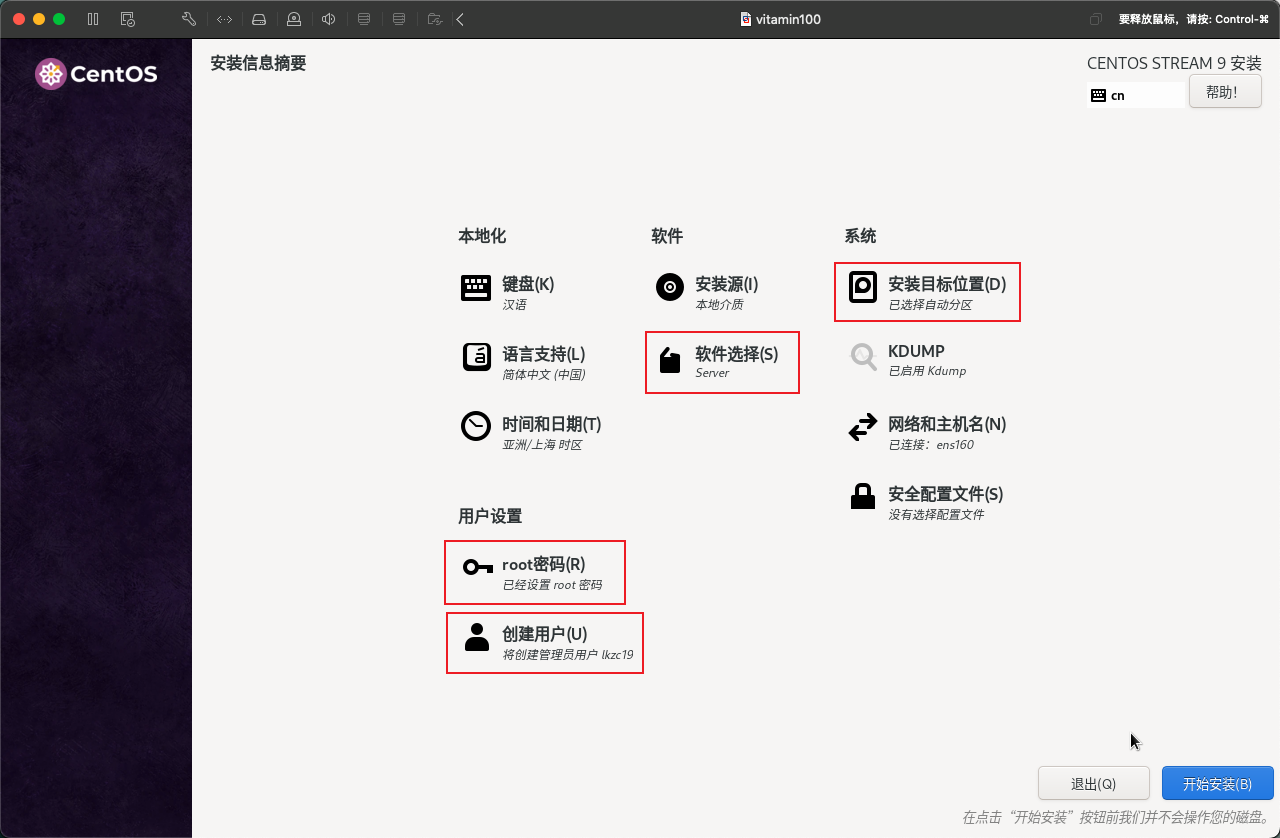 vitamin100
要释放鼠标，请按: Control-⌘
CentOS
安装信息摘要
CENTOS STREAM 9 安装
cn
帮助！
本地化
软件
系统
键盘(K)
汉语
安装源(I)
本地介质
安装目标位置(D)
已选择自动分区
语言支持(L)
简体中文 (中国)
软件选择(S)
Server
KDUMP
已启用 Kdump
时间和日期(T)
亚洲/上海 时区
网络和主机名(N)
已连接：ens160
安全配置文件(S)
没有选择配置文件
用户设置
root密码(R)
已经设置 root 密码
创建用户(U)
将创建管理员用户 lkzc19
退出(Q)
开始安装(B)
在点击“开始安装”按钮前我们并不会操作您的磁盘。